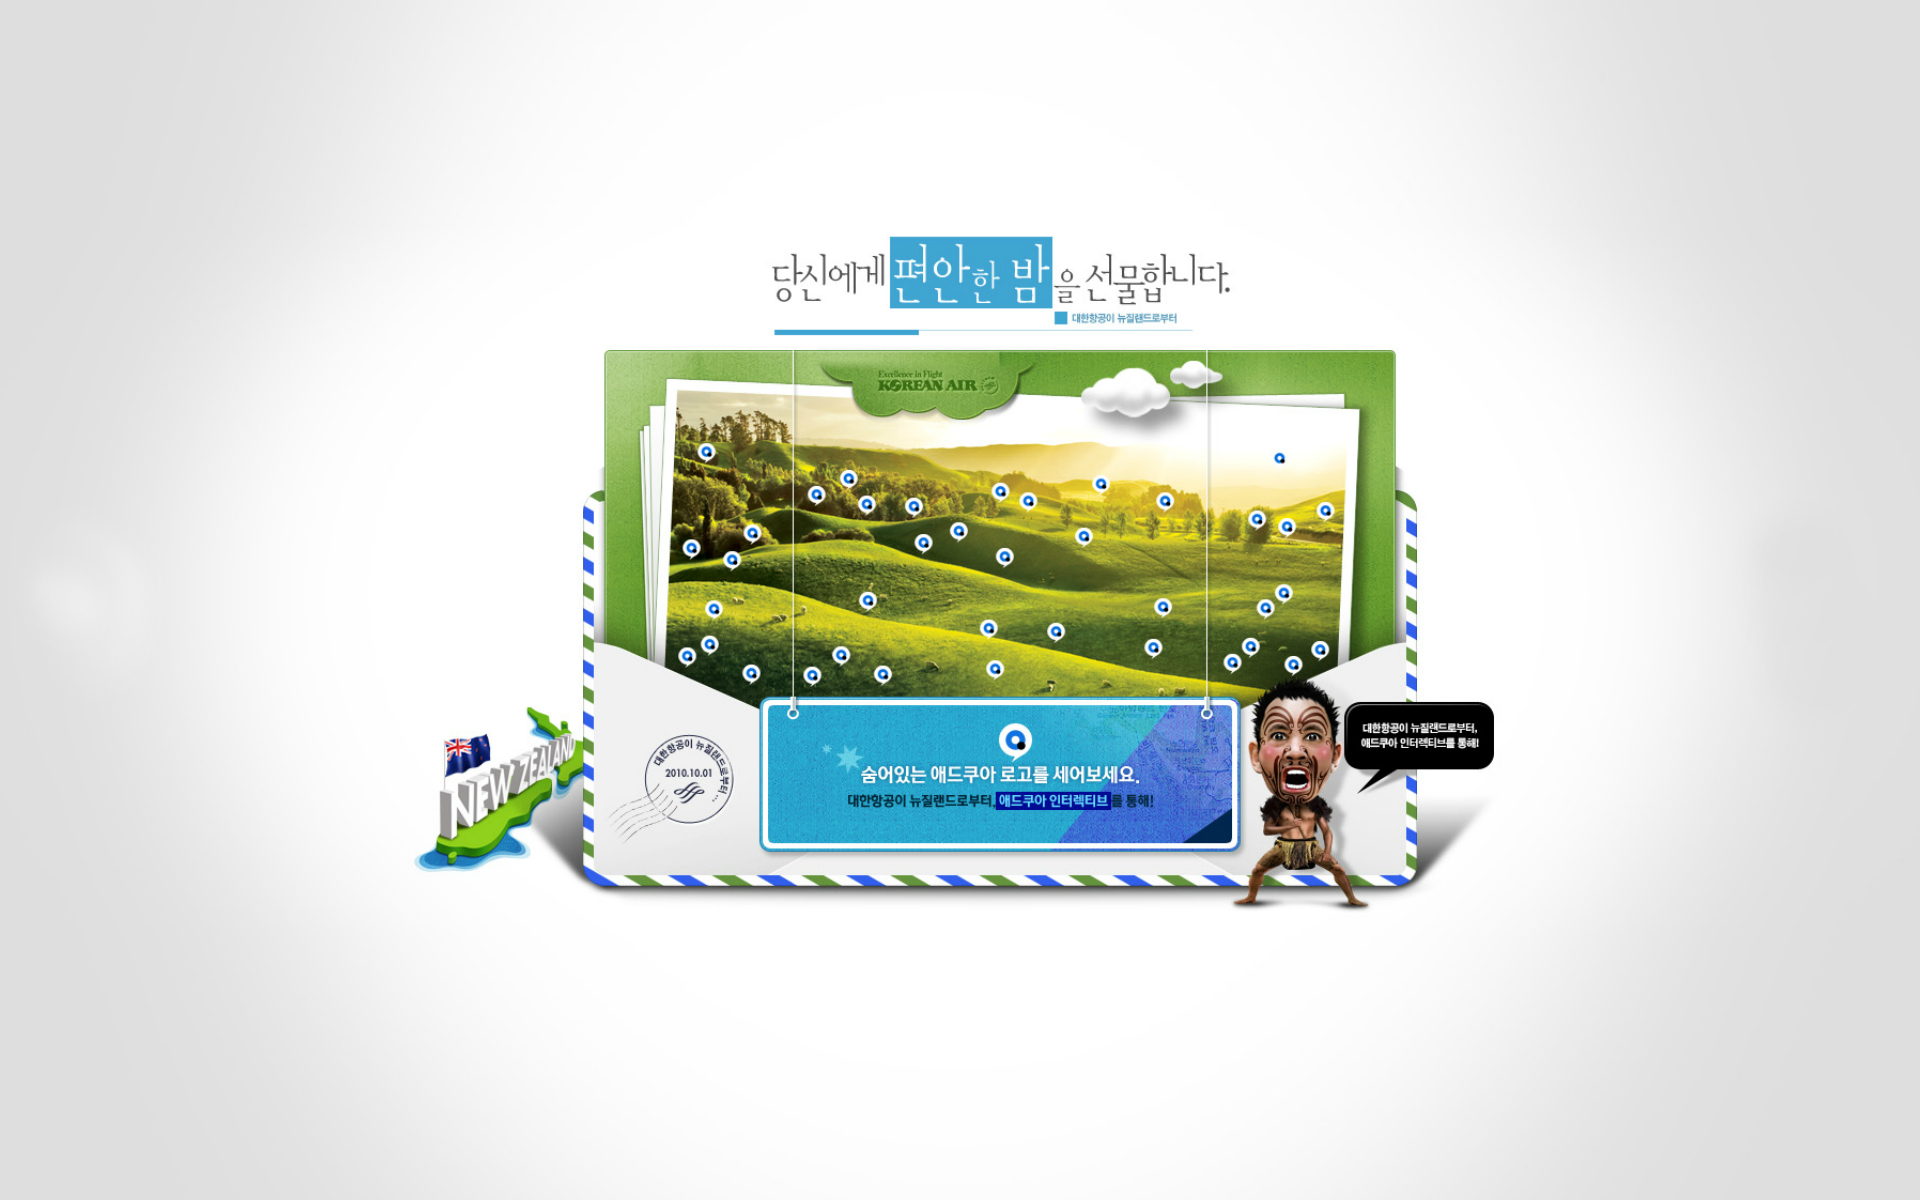 당신에게 편안한 밤을 선물합니다.
대한항공이 뉴질랜드로부터
Excellence in Flight
KOREAN AIR
NEW ZEALAND
대한항공이 뉴질랜드로부터...
2010.10.01
숨어있는 애드쿠아 로고를 세어보세요.
대한항공이 뉴질랜드로부터, 애드쿠아 인터렉티브를 통해!
대한항공이 뉴질랜드로부터,
애드쿠아 인터렉티브를 통해!